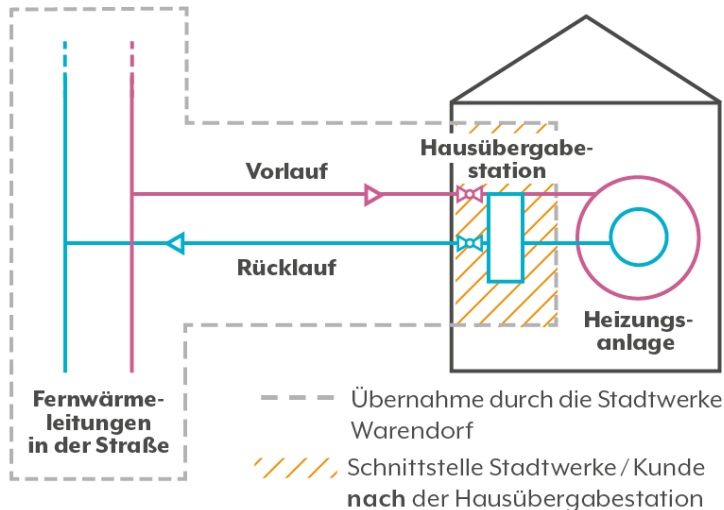 Hausübergabe-
station
Vorlauf
Rücklauf
Heizungs-
anlage
Fernwärme-
leitungen
in der Straße
Übernahme durch die Stadtwerke
Warendorf
Schnittstelle Stadtwerke / Kunde
nach der Hausübergabestation